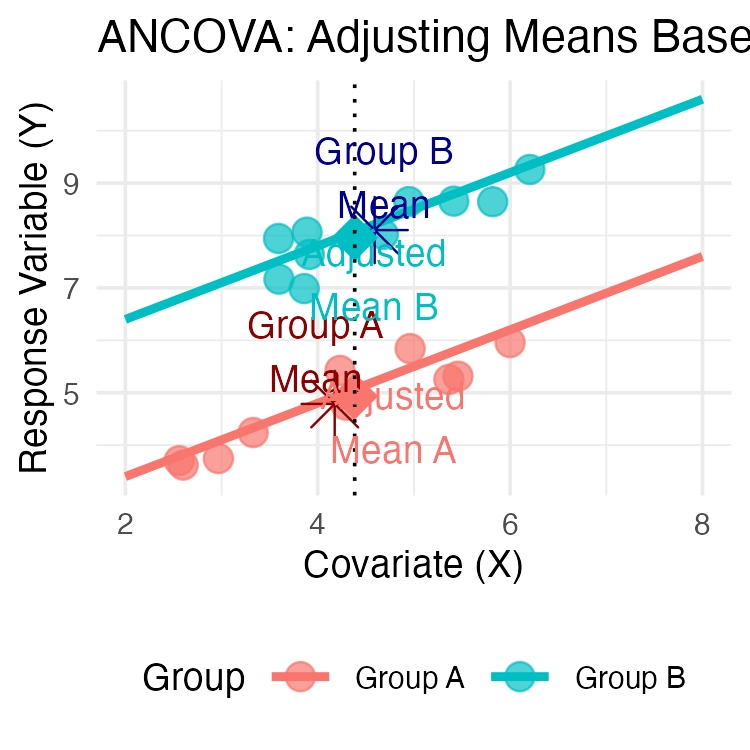 ANCOVA: Adjusting Means Base
Response Variable (Y)
9
7
5
Group B
Mean
Adjusted
Mean B
Group A
Mean
Adjusted
Mean A
2 4 6 8
Covariate (X)
Group Group A Group B